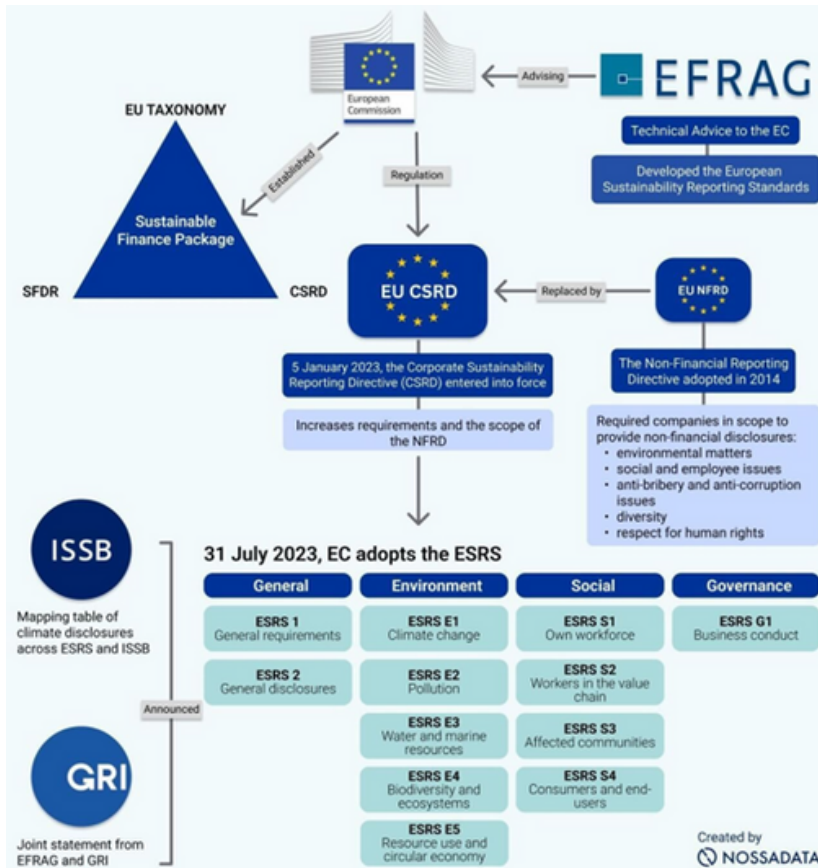 European
Commission
Advising
EFRAG
Technical Advice to the EC
Developed the European
Sustainability Reporting Standards
EU TAXONOMY
Established
Regulation
Sustainable
Finance Package
SFDR
CSRD
EU CSRD
Replaced by
EU NFRD
5 January 2023, the Corporate Sustainability
Reporting Directive (CSRD) entered into force
Increases requirements and the scope of
the NFRD
The Non-Financial Reporting
Directive adopted in 2014
Required companies in scope to
provide non-financial disclosures:
• environmental matters
• social and employee issues
• anti-bribery and anti-corruption
issues
• diversity
• respect for human rights
ISSB
Mapping table of
climate disclosures
across ESRS and ISSB
Announced
GRI
Joint statement from
EFRAG and GRI
31 July 2023, EC adopts the ESRS
General
ESRS 1
General requirements
ESRS 2
General disclosures
Environment
ESRS E1
Climate change
ESRS E2
Pollution
ESRS E3
Water and marine
resources
ESRS E4
Biodiversity and
ecosystems
ESRS E5
Resource use and
circular economy
Social
ESRS S1
Own workforce
ESRS S2
Workers in the value
chain
ESRS S3
Affected communities
ESRS S4
Consumers and end-
users
Governance
ESRS G1
Business conduct
Created by
NOSSADATA